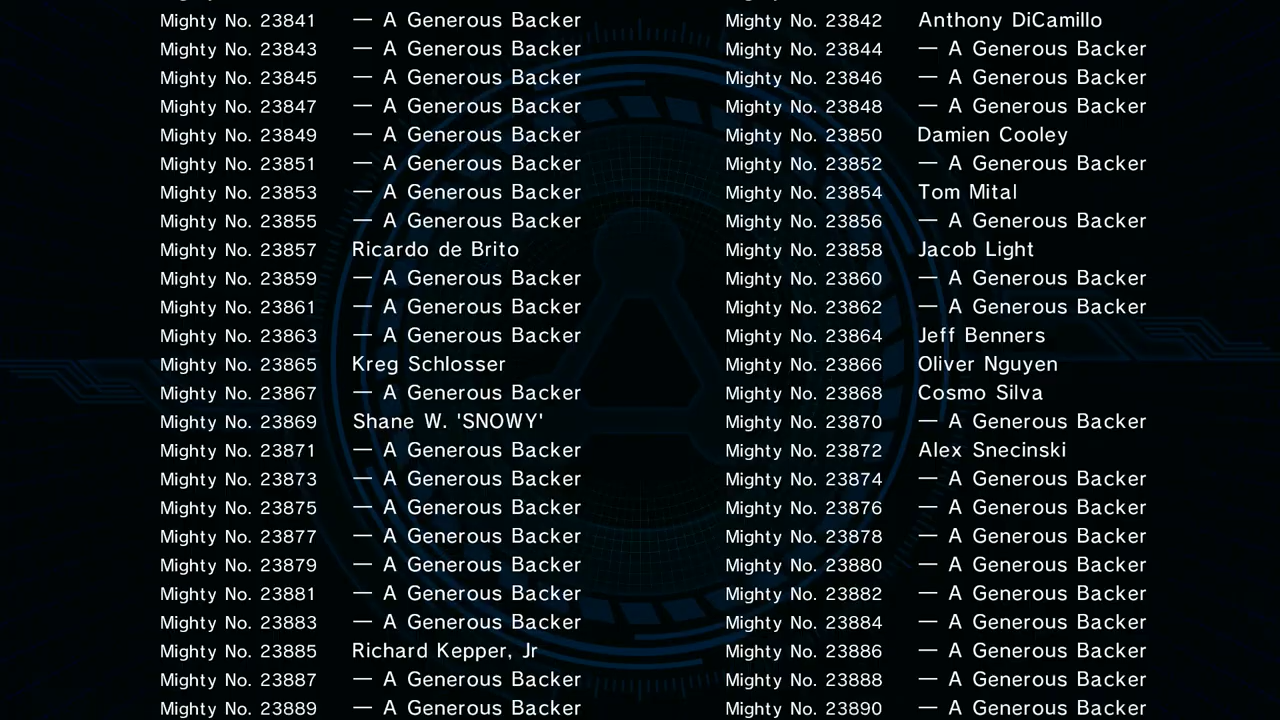 Mighty No. 23841 — A Generous Backer Mighty No. 23842 Anthony DiCamillo
Mighty No. 23843 — A Generous Backer Mighty No. 23844 — A Generous Backer
Mighty No. 23845 — A Generous Backer Mighty No. 23846 — A Generous Backer
Mighty No. 23847 — A Generous Backer Mighty No. 23848 — A Generous Backer
Mighty No. 23849 — A Generous Backer Mighty No. 23850 Damien Cooley
Mighty No. 23851 — A Generous Backer Mighty No. 23852 — A Generous Backer
Mighty No. 23853 — A Generous Backer Mighty No. 23854 Tom Mital
Mighty No. 23855 — A Generous Backer Mighty No. 23856 — A Generous Backer
Mighty No. 23857 Ricardo de Brito Mighty No. 23858 Jacob Light
Mighty No. 23859 — A Generous Backer Mighty No. 23860 — A Generous Backer
Mighty No. 23861 — A Generous Backer Mighty No. 23862 — A Generous Backer
Mighty No. 23863 — A Generous Backer Mighty No. 23864 Jeff Benners
Mighty No. 23865 Kreg Schlosser Mighty No. 23866 Oliver Nguyen
Mighty No. 23867 — A Generous Backer Mighty No. 23868 Cosmo Silva
Mighty No. 23869 Shane W. 'SNOWY' Mighty No. 23870 — A Generous Backer
Mighty No. 23871 — A Generous Backer Mighty No. 23872 Alex Snecinski
Mighty No. 23873 — A Generous Backer Mighty No. 23874 — A Generous Backer
Mighty No. 23875 — A Generous Backer Mighty No. 23876 — A Generous Backer
Mighty No. 23877 — A Generous Backer Mighty No. 23878 — A Generous Backer
Mighty No. 23879 — A Generous Backer Mighty No. 23880 — A Generous Backer
Mighty No. 23881 — A Generous Backer Mighty No. 23882 — A Generous Backer
Mighty No. 23883 — A Generous Backer Mighty No. 23884 — A Generous Backer
Mighty No. 23885 Richard Kepper, Jr Mighty No. 23886 — A Generous Backer
Mighty No. 23887 — A Generous Backer Mighty No. 23888 — A Generous Backer
Mighty No. 23889 — A Generous Backer Mighty No. 23890 — A Generous Backer